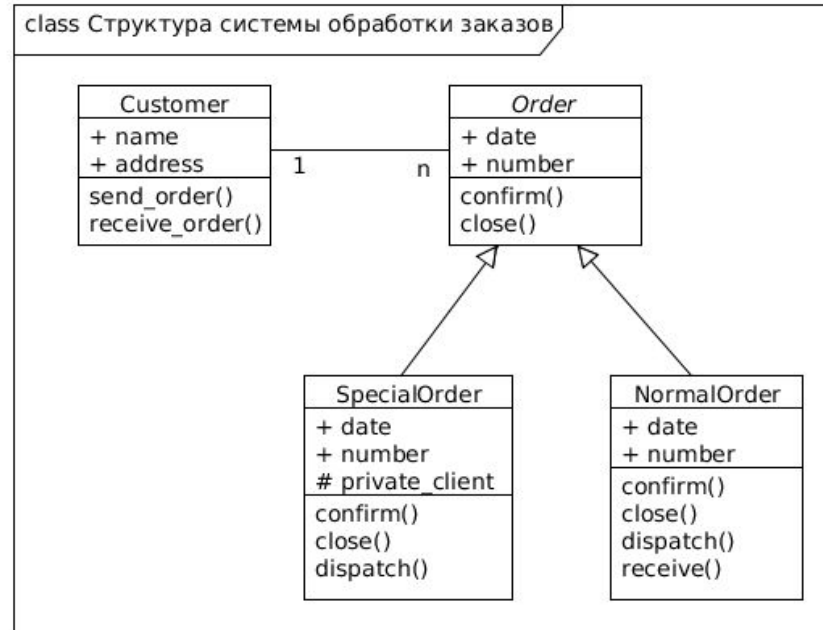 class Структура системы обработки заказов
Customer
+ name
+ address
send_order()
receive_order()
1
n
Order
+ date
+ number
confirm()
close()
SpecialOrder
+ date
+ number
# private_client
confirm()
close()
dispatch()
NormalOrder
+ date
+ number
confirm()
close()
dispatch()
receive()